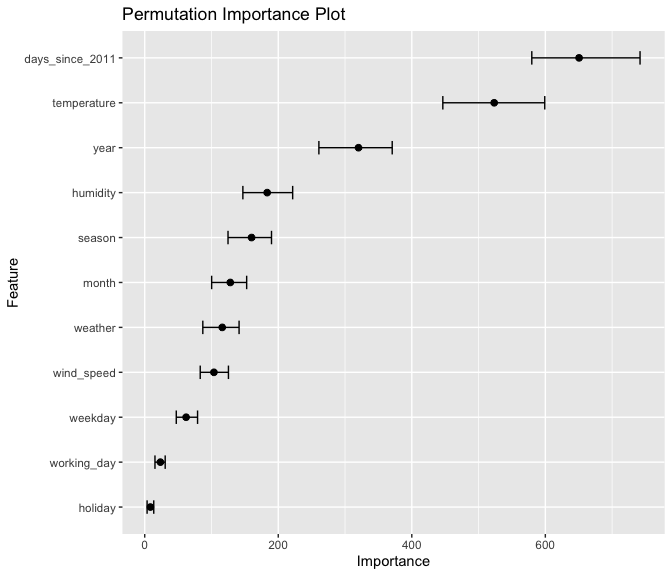 Permutation Importance Plot
days_since_2011
temperature
year
humidity
season
month
weather
wind_speed
weekday
working_day
holiday
Feature
0 200 400 600
Importance